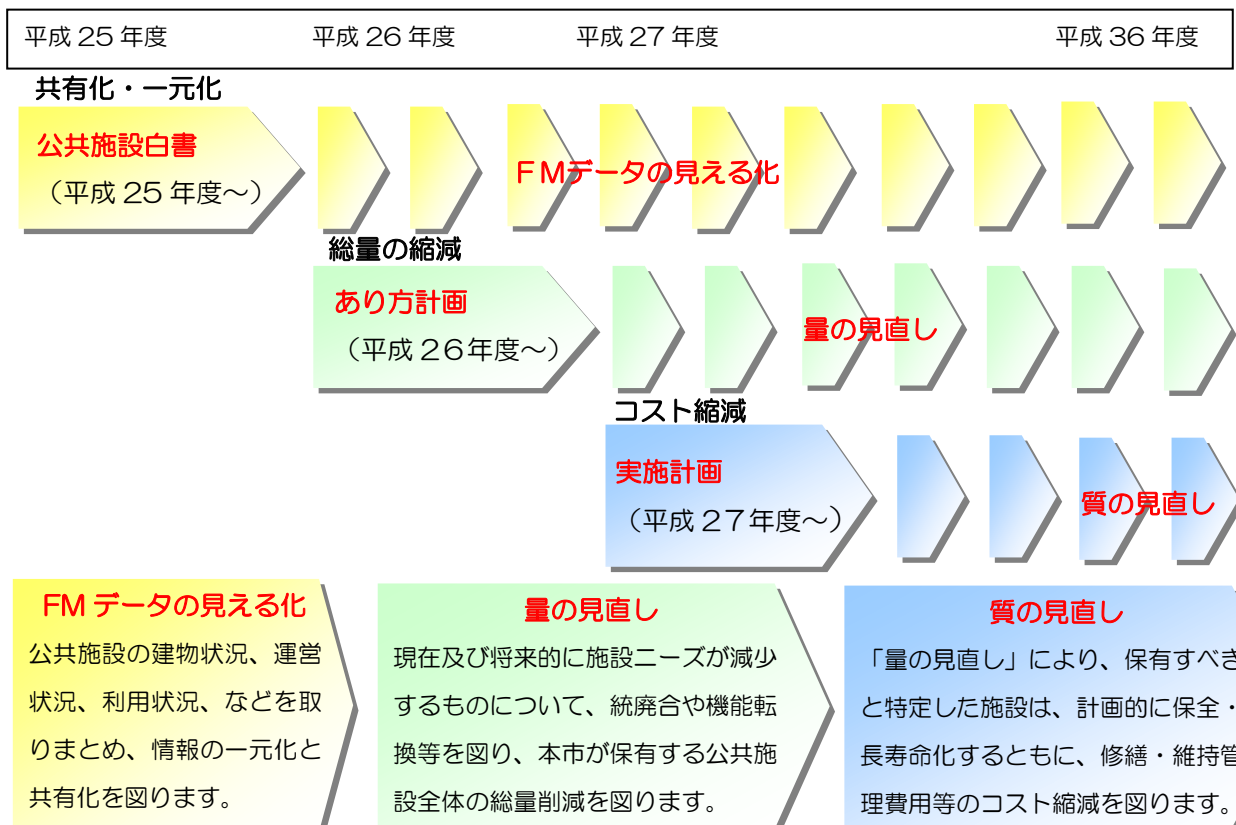 平成25年度 平成26年度 平成27年度 平成36年度
共有化・一元化
公共施設白書
(平成25年度~)
FMデータの見える化
総量の縮減
あり方計画
(平成26年度~)
量の見直し
コスト縮減
実施計画
(平成27年度~)
質の見直し
FMデータの見える化
公共施設の建物状況、運営
状況、利用状況、などを取
りまとめ、情報の一元化と
共有化を図ります。
量の見直し
現在及び将来的に施設ニーズが減少
するものについて、統廃合や機能転
換等を図り、本市が保有する公共施
設全体の総量削減を図ります。
質の見直し
「量の見直し」により、保有すべき
と特定した施設は、計画的に保全・
長寿命化するともに、修繕・維持管
理費用等のコスト縮減を図ります。